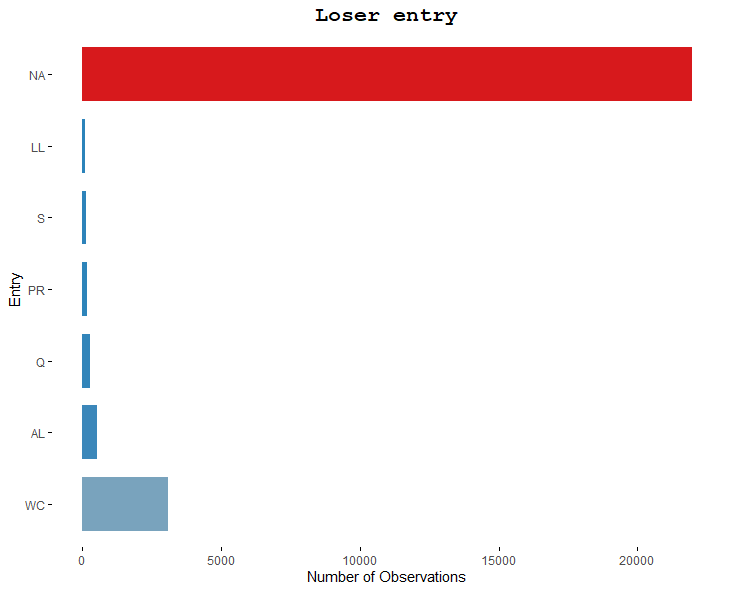 Loser entry
NA
LL
S
PR
Q
AL
WC
Entry
0 5000 10000 15000 20000
Number of Observations